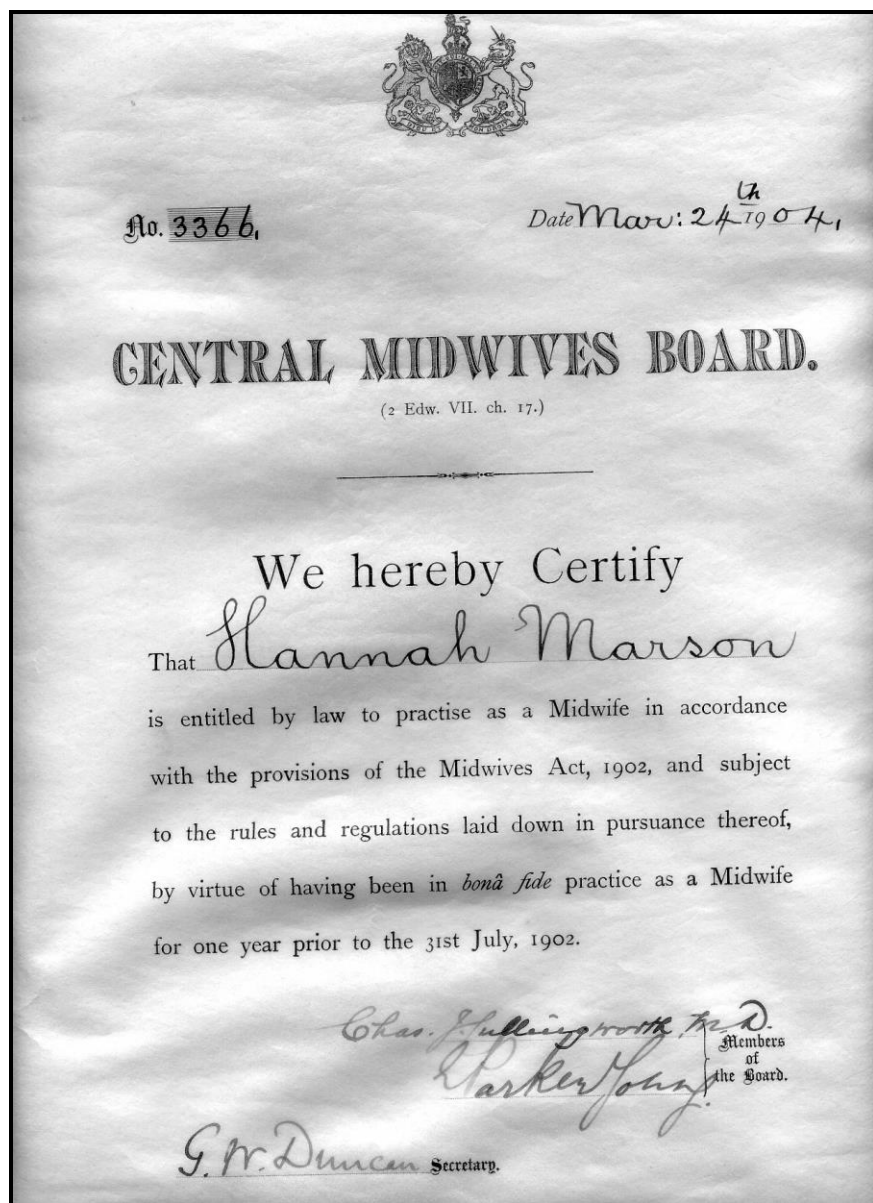 No. 3366,
Date Mar: 24th 1904,
CENTRAL MIDWIVES BOARD.
(2 Edw. VII. ch. 17.)
We hereby Certify
That Hannah Marson
is entitled by law to practise as a Midwife in accordance
with the provisions of the Midwives Act, 1902, and subject
to the rules and regulations laid down in pursuance thereof,
by virtue of having been in bonâ fide practice as a Midwife
for one year prior to the 31st July, 1902.
Chas. J. Cullingworth, M.D.
Parker Young
Members
of
the Board.
G. W. Duncan Secretary.